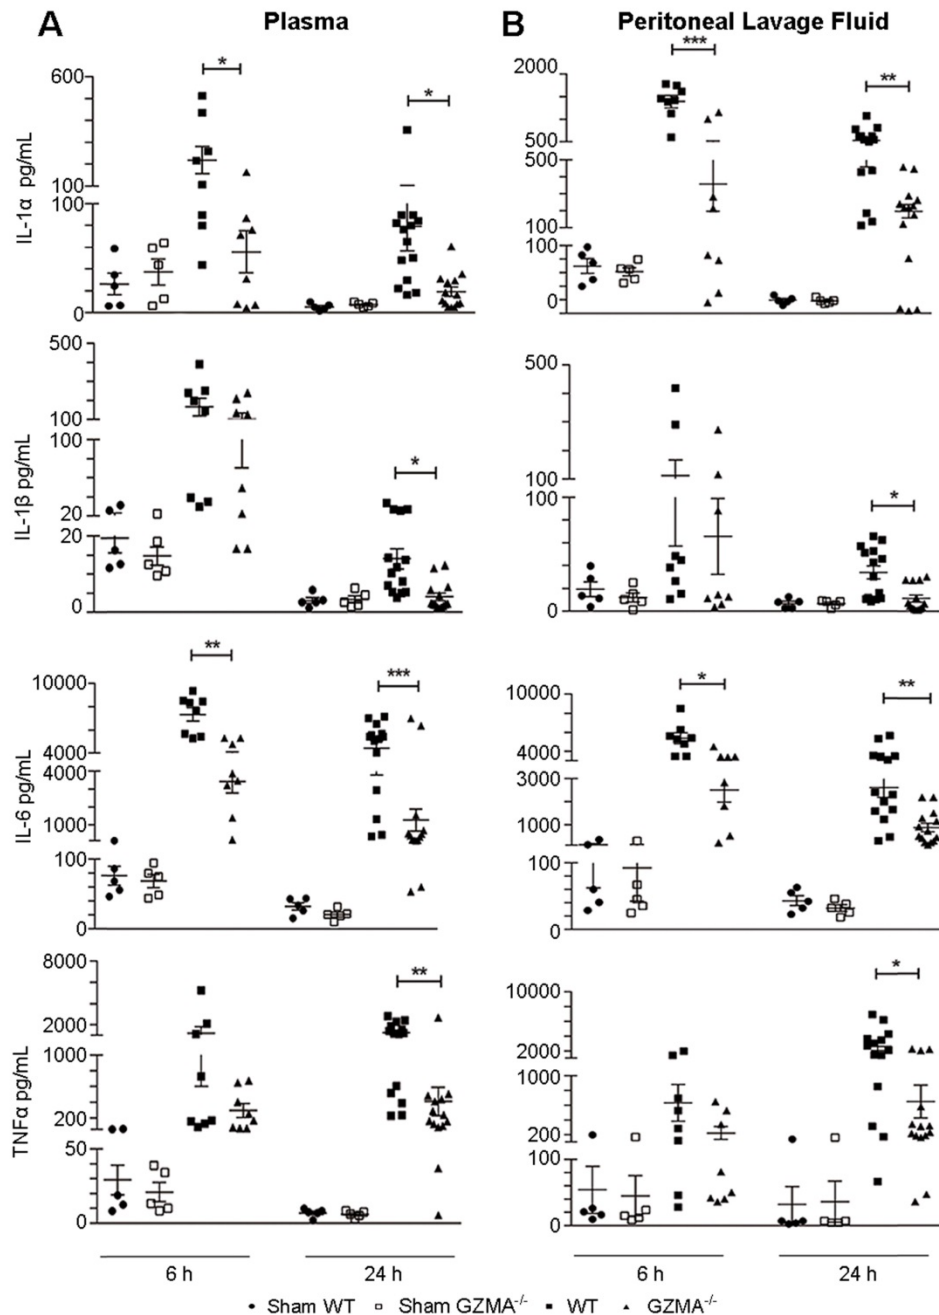 A Plasma B Peritoneal Lavage Fluid
* *** 
600 * 2000 **
IL-1α pg/mL
500
100 500
100 100
100
0 0
500 500
IL-1β pg/mL
100 100
100 100
* *
20
20
0 0
** *** * **
10000 10000
IL-6 pg/mL
4000 4000
4000 3000
1000 1000
100 100
0 0
8000 ** *
10000
TNFα pg/mL
2000 2000
1000 1000
200 200
50 100
0 0
6 h 24 h 6 h 24 h
• Sham WT □ Sham GZMA-/- ■ WT ▲ GZMA-/-